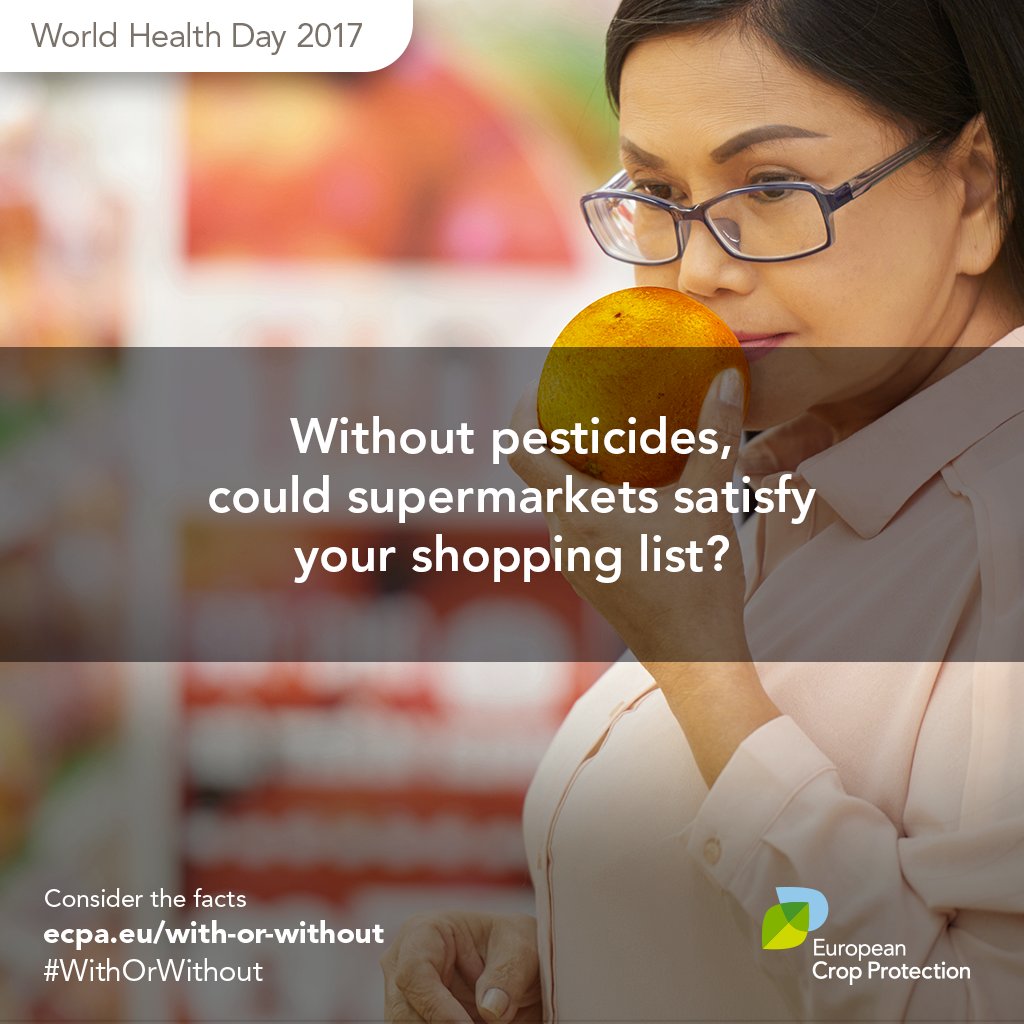 World Health Day 2017
Without pesticides,
could supermarkets satisfy
your shopping list?
Consider the facts
ecpa.eu/with-or-without
#WithOrWithout
European
Crop Protection